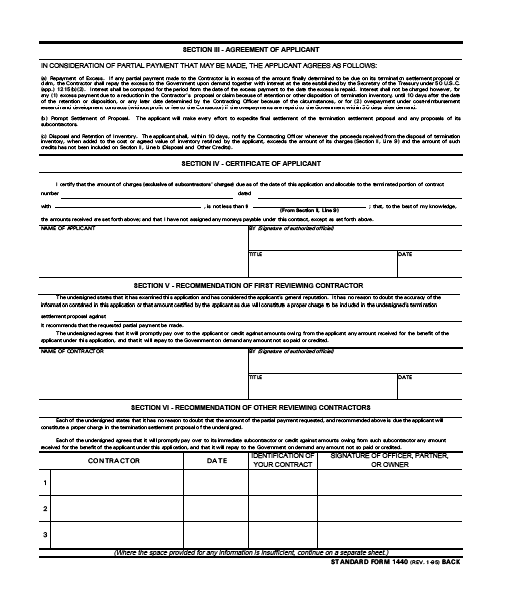 SECTION III - AGREEMENT OF APPLICANT
IN CONSIDERATION OF PARTIAL PAYMENT THAT MAY BE MADE, THE APPLICANT AGREES AS FOLLOWS:
(a) Repayment of Excess. If any partial payment made to the Contractor is in excess of the amount finally determined to be due on its termination settlement proposal or
claim, the Contractor shall repay the excess to the Government upon demand together with interest at the rate established by the Secretary of the Treasury under 50 U.S.C.
(app.) 1215(b)(2). Interest shall be computed for the period from the date of the excess payment to the date the excess is repaid. Interest shall not be charged however, for
any (1) excess payment due to a reduction in the Contractor's proposal or claim because of retention or other disposition of termination inventory, until 10 days after the date
of the retention or disposition, or any later date determined by the Contracting Officer because of the circumstances, or for (2) overpayment under cost-reimbursement
research and development contracts (without profit or fee to the Contractor) if the overpayments are repaid to the Government within 30 days after demand.
(b) Prompt Settlement of Proposal. The applicant will make every effort to expedite final settlement of the termination settlement proposal and any proposals of its
subcontractors.
(c) Disposal and Retention of Inventory. The applicant shall, within 10 days, notify the Contracting Officer whenever the proceeds received from the disposal of termination
inventory, when added to the cost or agreed value of inventory retained by the applicant, exceeds the amount of its charges (Section II, Line 9) and the amount of such
credits has not been included on Section II, Line b (Disposal and Other Credits).
SECTION IV - CERTIFICATE OF APPLICANT
I certify that the amount of charges (exclusive of subcontractors' charges) due as of the date of this application and allocable to the terminated portion of contract
number dated
with , is not less than $ ; that, to the best of my knowledge,
(From Section II, Line 9)
the amounts received are set forth above; and that I have not assigned any moneys payable under this contract, except as set forth above.
NAME OF APPLICANT BY (Signature of authorized official)
TITLE DATE
SECTION V - RECOMMENDATION OF FIRST REVIEWING CONTRACTOR
The undersigned states that it has examined this application and has considered the applicant's general reputation. It has no reason to doubt the accuracy of the
information contained in this application or that amount certified by the applicant as due will constitute a proper charge to be included in the undersigned's termination
settlement proposal against
It recommends that the requested partial payment be made.
The undersigned agrees that it will promptly pay over to the applicant or credit against amounts owing from the applicant any amount received for the benefit of the
applicant under this application, and that it will repay to the Government on demand any amount not so paid or credited.
NAME OF CONTRACTOR BY (Signature of authorized official)
TITLE DATE
SECTION VI - RECOMMENDATION OF OTHER REVIEWING CONTRACTORS
Each of the undersigned states that it has no reason to doubt that the amount of the partial payment requested, and recommended above is due the applicant will
constitute a proper charge in the termination settlement proposal of the undersigned.
Each of the undersigned agrees that it will promptly pay over to its immediate subcontractor or credit against amounts owing from such subcontractor any amount
received for the benefit of the applicant under this application, and that it will repay to the Government on demand any amount not so paid or credited.
CONTRACTOR DATE IDENTIFICATION OF YOUR CONTRACT SIGNATURE OF OFFICER, PARTNER, OR OWNER
1
2
3
(Where the space provided for any information is insufficient, continue on a separate sheet.)
STANDARD FORM 1440 (REV. 1-85) BACK